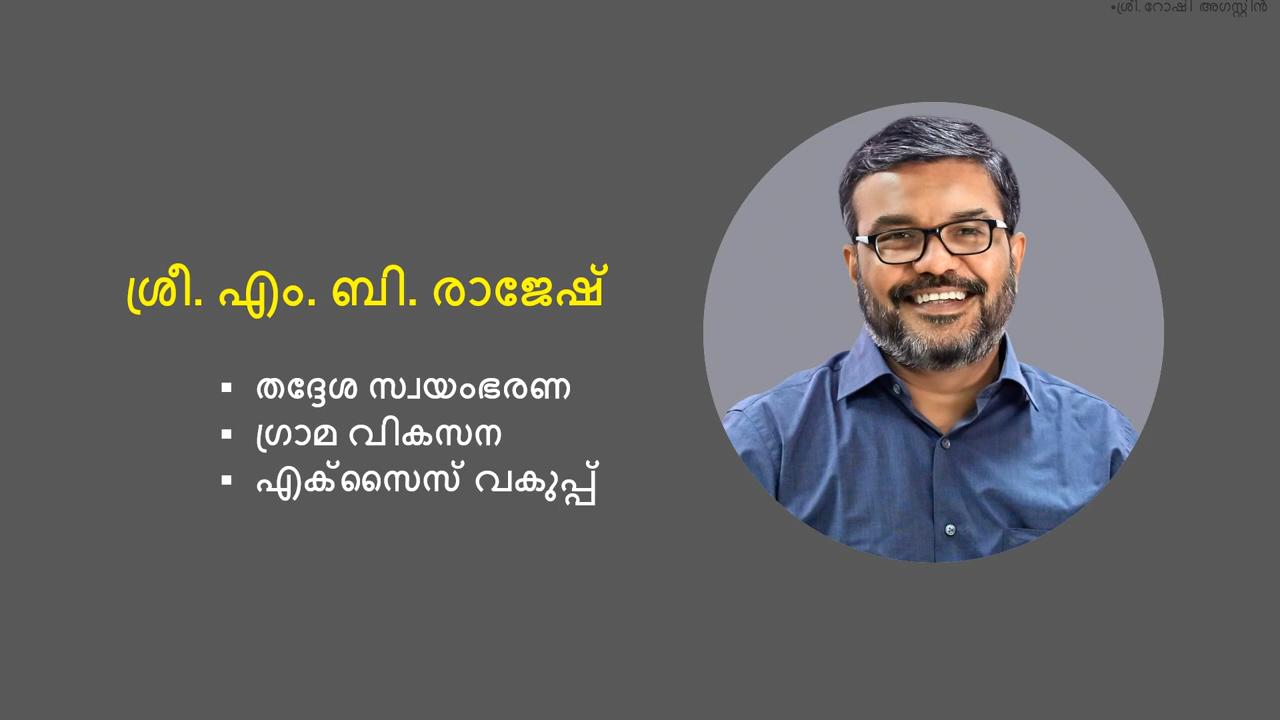 •ശ്രീ. റോഷി അഗസ്റ്റിൻ
ശ്രീ. എം. ബി. രാജേഷ്
▪ തദ്ദേശ സ്വയംഭരണ
▪ ഗ്രാമ വികസന
▪ എക്സൈസ് വകുപ്പ്